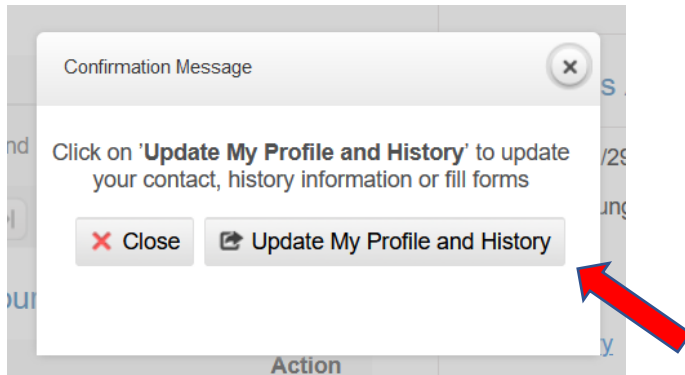 Confirmation Message
Click on 'Update My Profile and History' to update
your contact, history information or fill forms
Close
Update My Profile and History
Action